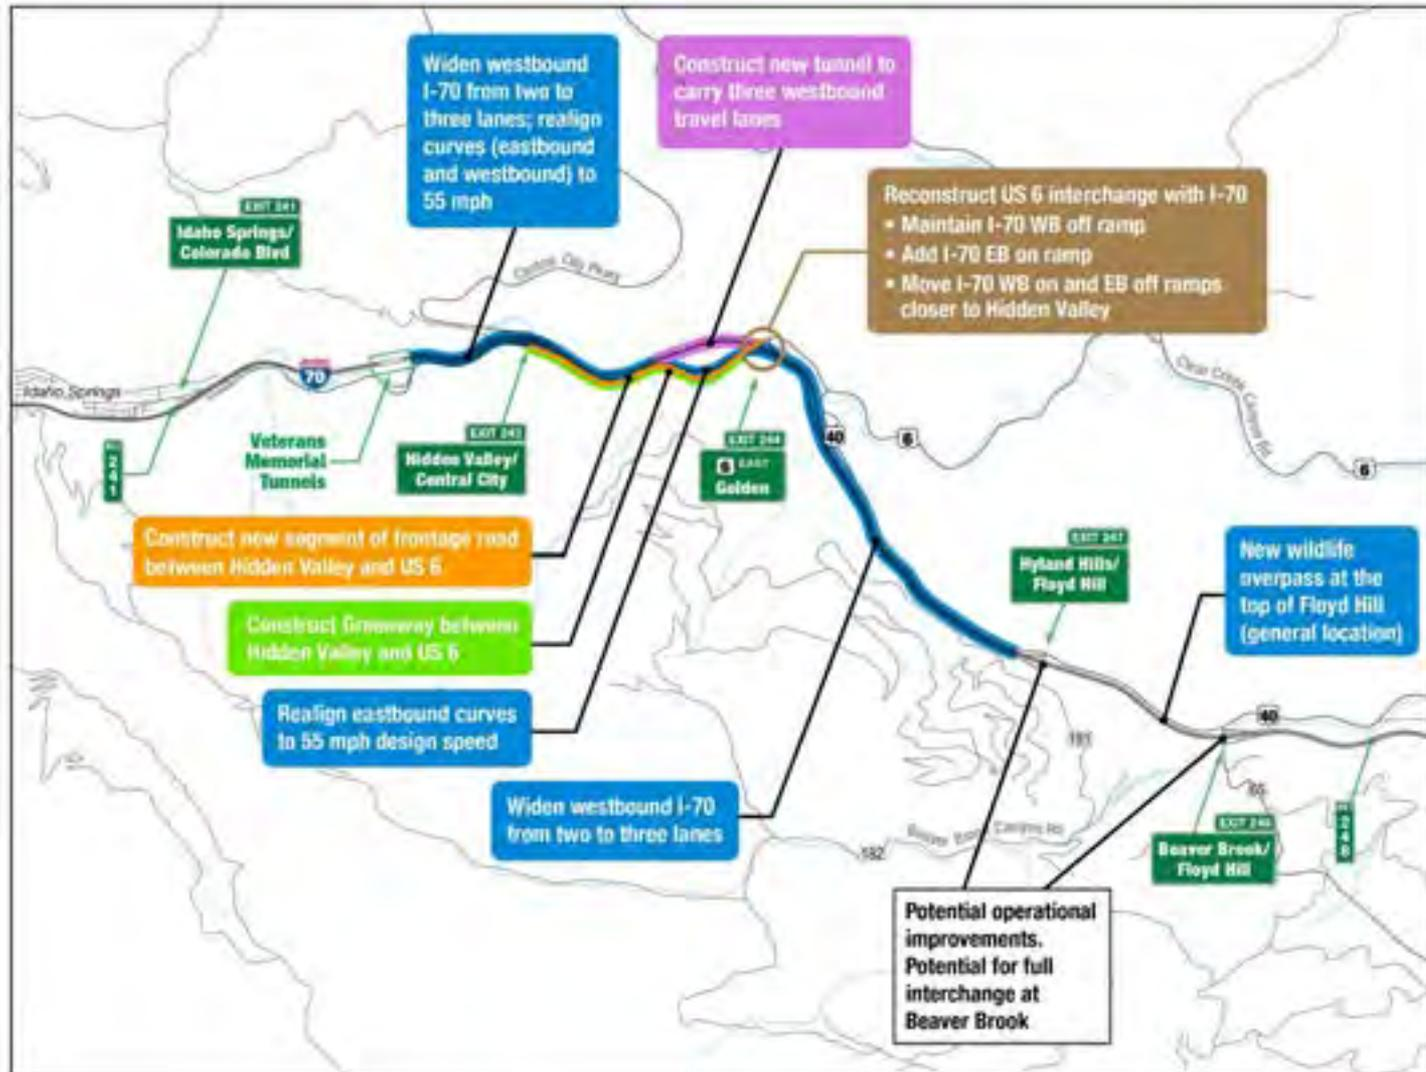 Widen westbound
I-70 from two to
three lanes; realign
curves (eastbound
and westbound) to
55 mph
Construct new tunnel to
carry three westbound
travel lanes
Reconstruct US 6 interchange with I-70
• Maintain I-70 WB off ramp
• Add I-70 EB on ramp
• Move I-70 WB on and EB off ramps
closer to Hidden Valley
EXIT 241
Idaho Springs/
Colorado Blvd
Central City Pkwy
Idaho Springs
70
Clear Creek Canyon Rd
Veterans
Memorial
Tunnels
241
EXIT 243
Hidden Valley/
Central City
EXIT 244
6 EAST
Golden
40
6
6
Construct new segment of frontage road
between Hidden Valley and US 6
Construct Greenway between
Hidden Valley and US 6
Realign eastbound curves
to 55 mph design speed
Widen westbound I-70
from two to three lanes
EXIT 247
Hyland Hills/
Floyd Hill
New wildlife
overpass at the
top of Floyd Hill
(general location)
40
191
65
182
Beaver Brook Canyon Rd
EXIT 248
Beaver Brook/
Floyd Hill
248
Potential operational
improvements.
Potential for full
interchange at
Beaver Brook